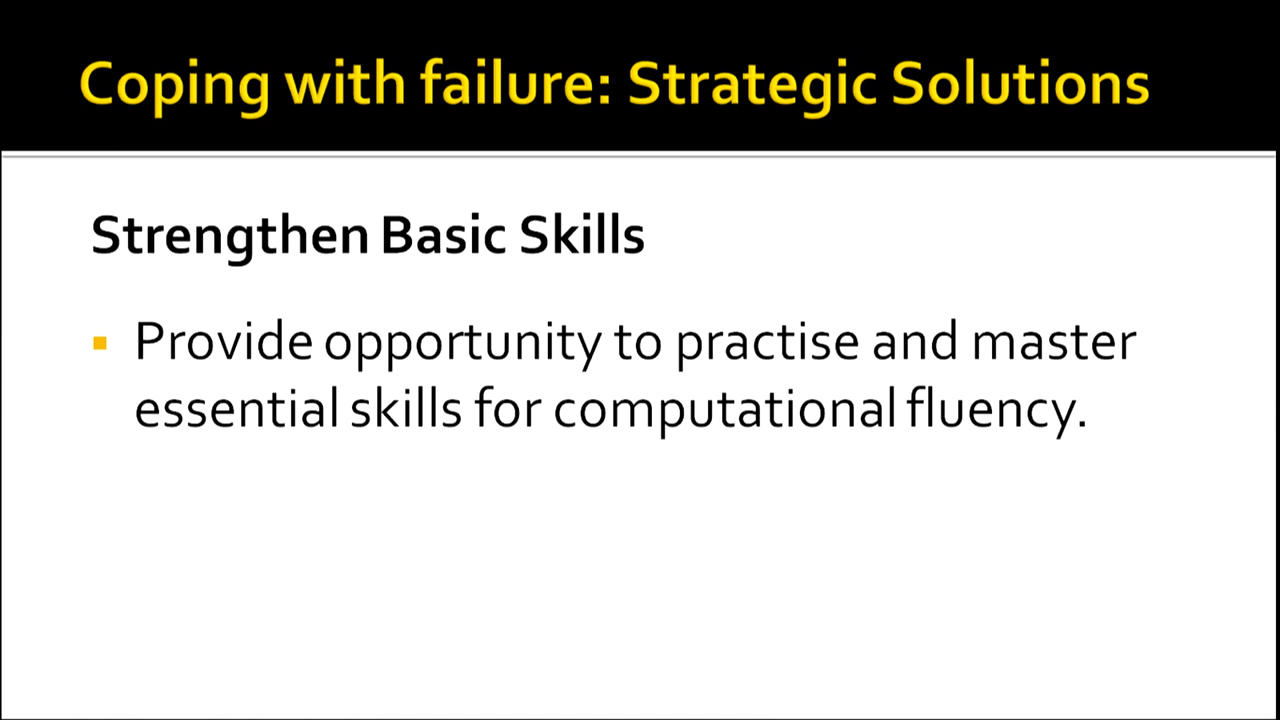 Coping with failure: Strategic Solutions
Strengthen Basic Skills
Provide opportunity to practise and master
essential skills for computational fluency.